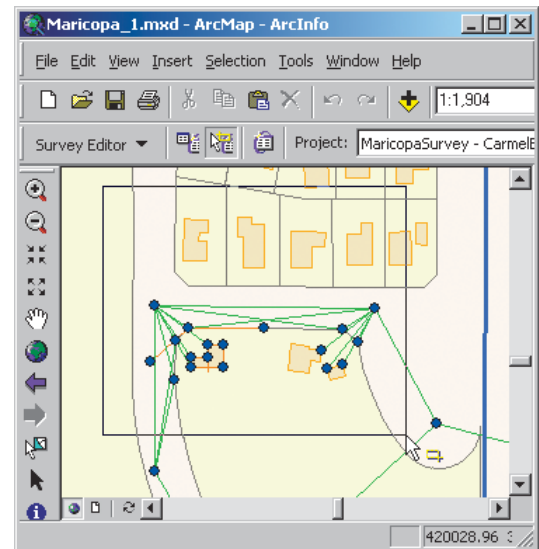 Maricopa_1.mxd - ArcMap - ArcInfo
File Edit View Insert Selection Tools Window Help
1:1,904
Survey Editor Project: MaricopaSurvey - Carmel
420028.96